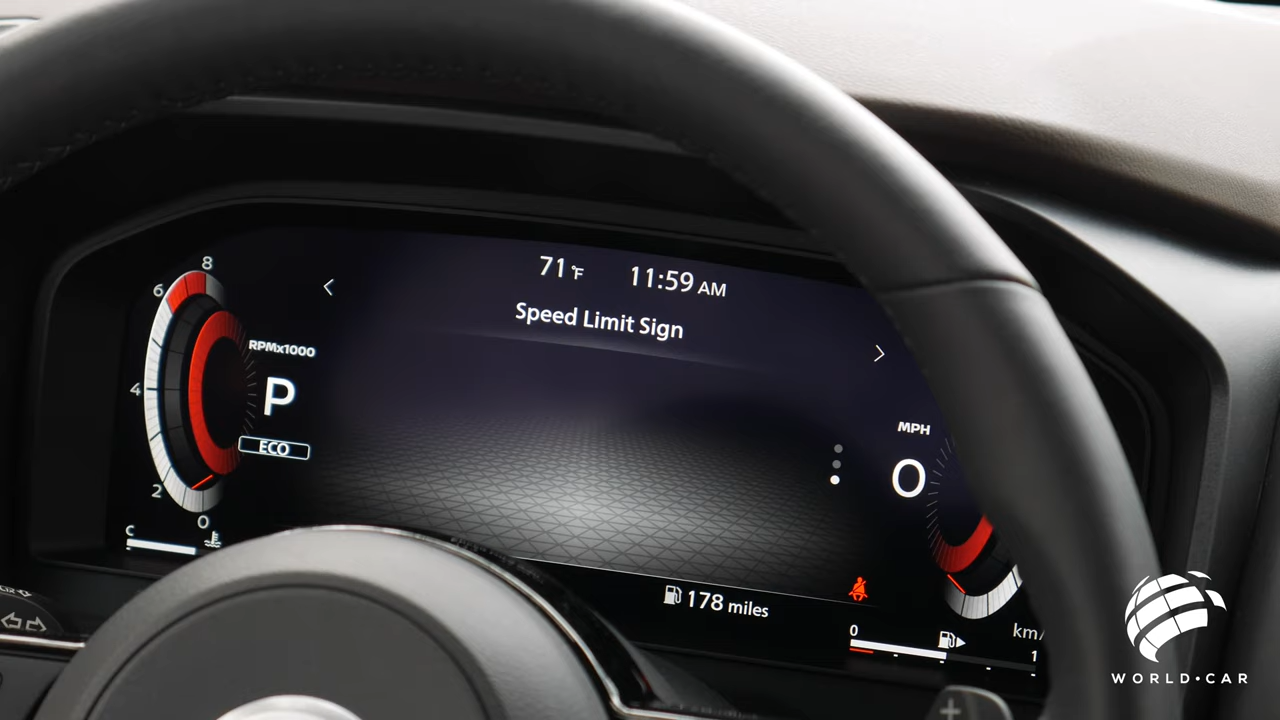 71°F 11:59 AM
Speed Limit Sign
8
6
4
2
0
RPMx1000
P
ECO
C
MPH
0
178 miles
km/
0
1
+
WORLD•CAR